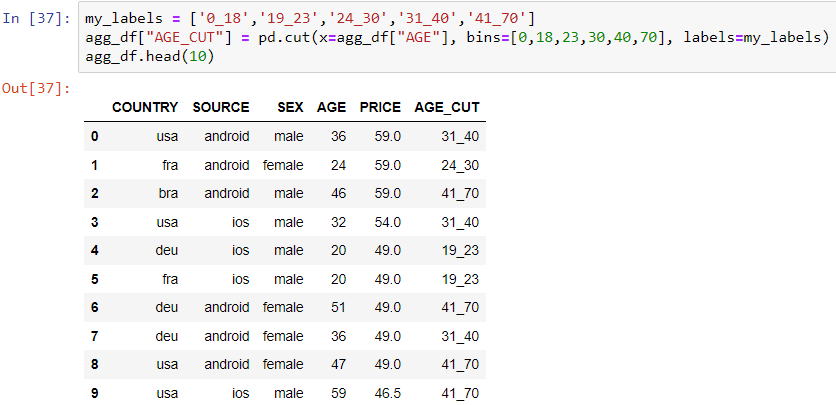 In [37]: my_labels = ['0_18','19_23','24_30','31_40','41_70']
agg_df["AGE_CUT"] = pd.cut(x=agg_df["AGE"], bins=[0,18,23,30,40,70], labels=my_labels)
agg_df.head(10)
Out[37]:
COUNTRY SOURCE SEX AGE PRICE AGE_CUT
0 usa android male 36 59.0 31_40
1 fra android female 24 59.0 24_30
2 bra android male 46 59.0 41_70
3 usa ios male 32 54.0 31_40
4 deu ios male 20 49.0 19_23
5 fra ios male 20 49.0 19_23
6 deu android female 51 49.0 41_70
7 deu android female 36 49.0 31_40
8 usa android female 47 49.0 41_70
9 usa ios male 59 46.5 41_70